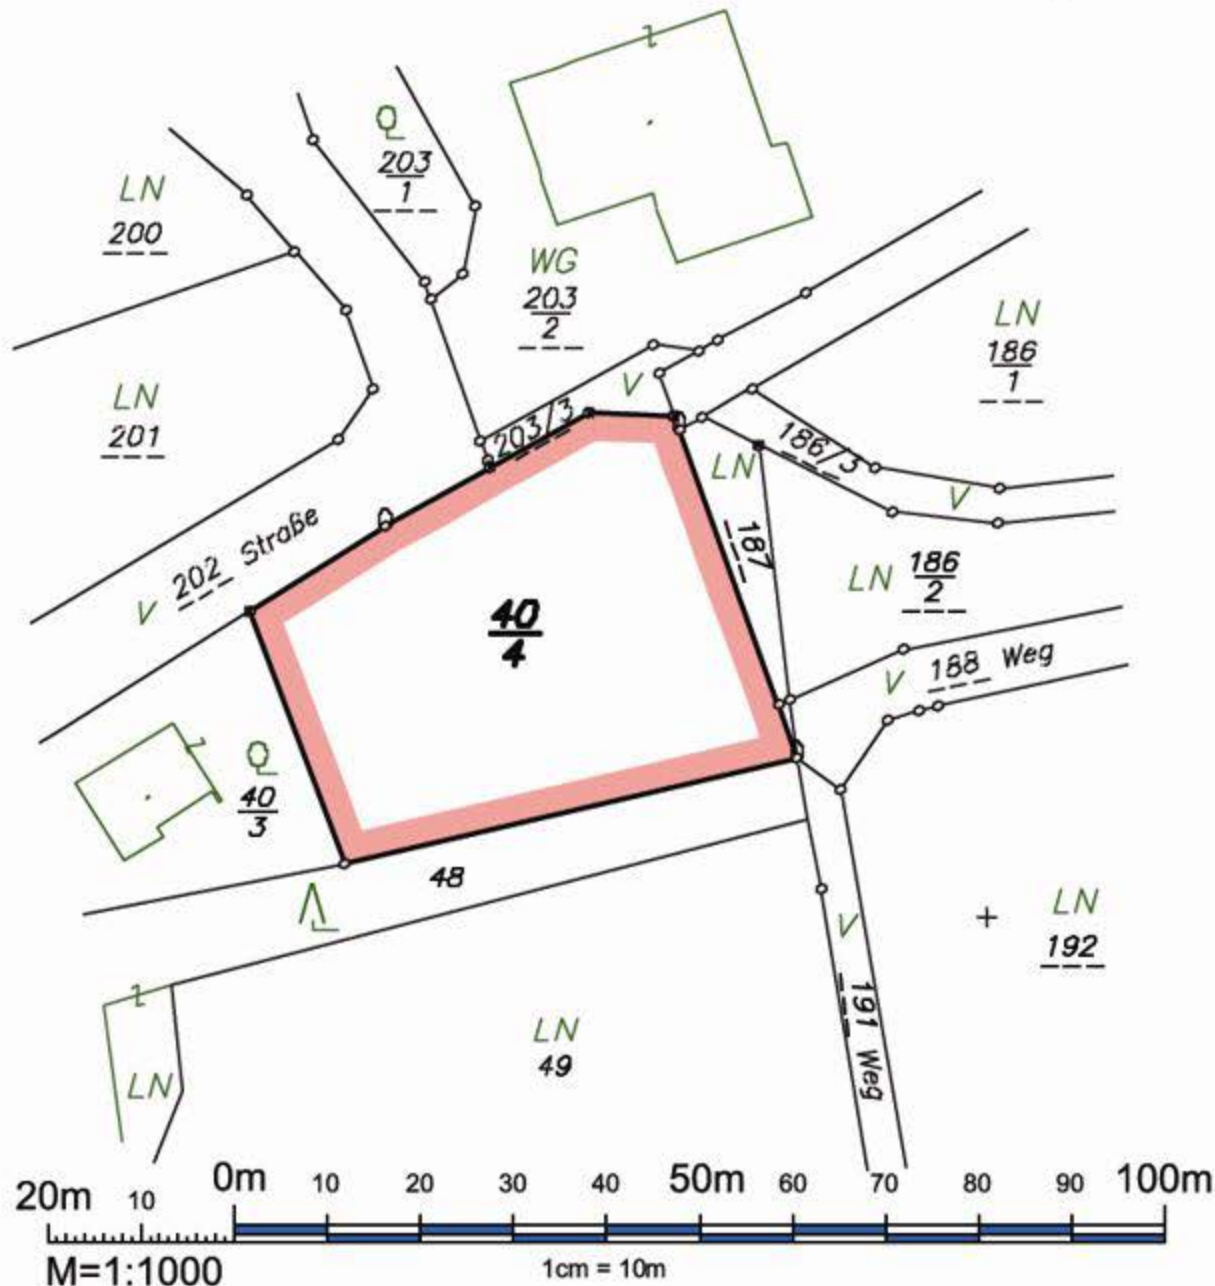 Q
203
1
LN
200
WG
203
2
LN
186
1
LN
201
V
203/3
186/3
LN
V
202 Straße
V
187
LN
186
2
40
4
V
188 Weg
Q
40
3
48
V
LN
192
191 Weg
LN
49
LN
20m 10 0m 10 20 30 40 50m 60 70 80 90 100m
M=1:1000
1cm = 10m